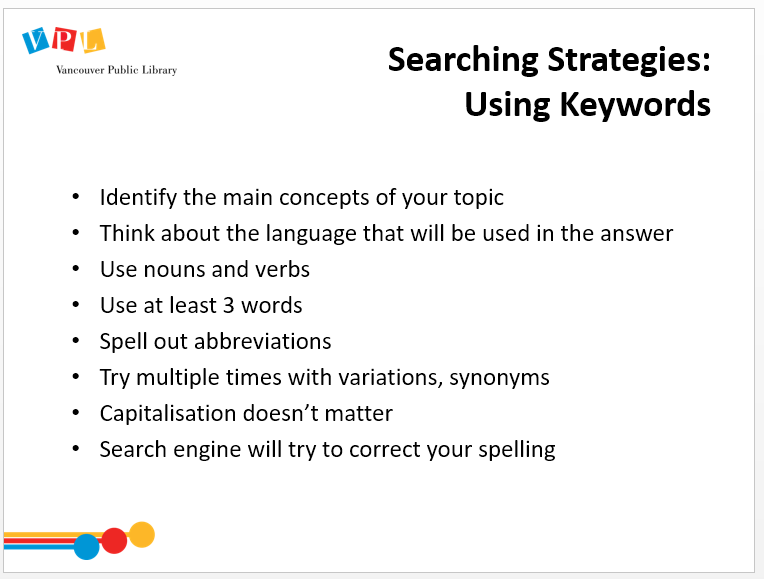 VPL
Vancouver Public Library
Searching Strategies:
Using Keywords
• Identify the main concepts of your topic
• Think about the language that will be used in the answer
• Use nouns and verbs
• Use at least 3 words
• Spell out abbreviations
• Try multiple times with variations, synonyms
• Capitalisation doesn’t matter
• Search engine will try to correct your spelling